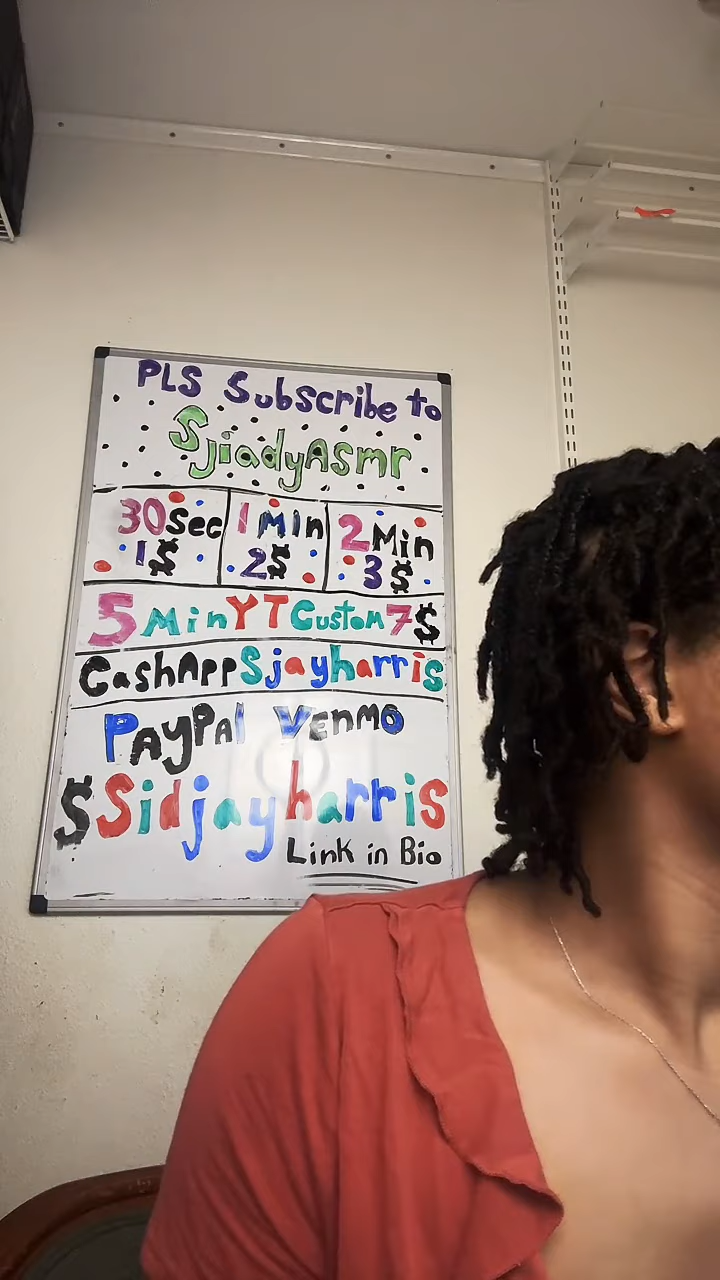 PLS Subscribe to
SjiadyAsmr
30sec 1Min 2Min
1$ 2$ 3$
5 Min YT Custom 7$
CashApp Sjayharris
PayPal Venmo
$Sidjayharris
Link in Bio